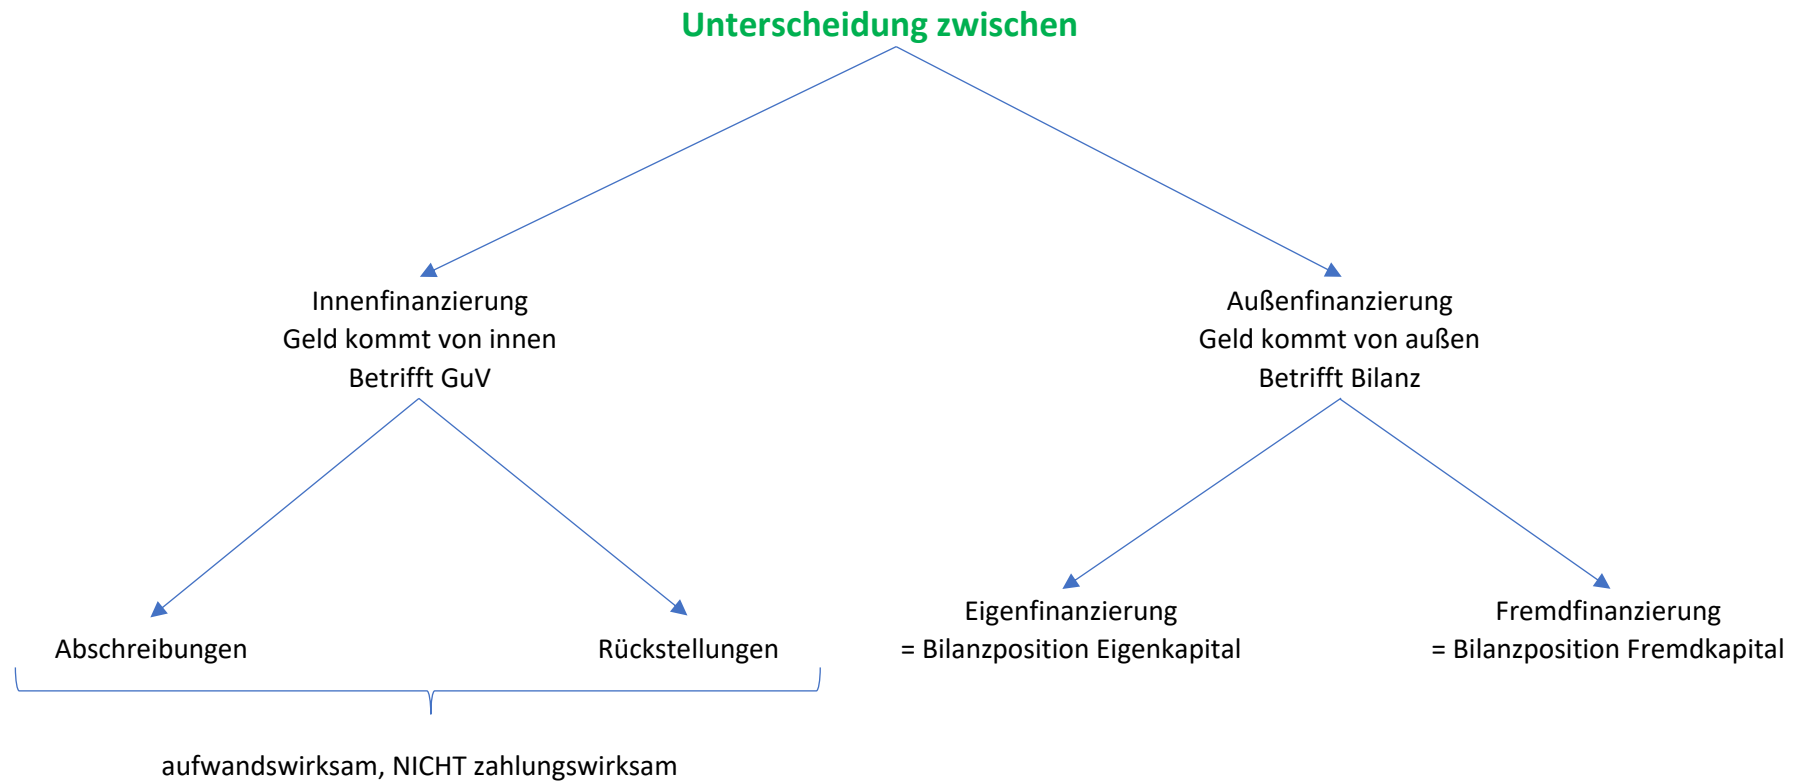 Unterscheidung zwischen
Innenfinanzierung
Geld kommt von innen
Betrifft GuV
Außenfinanzierung
Geld kommt von außen
Betrifft Bilanz
Abschreibungen
Rückstellungen
aufwandswirksam, NICHT zahlungswirksam
Eigenfinanzierung
= Bilanzposition Eigenkapital
Fremdfinanzierung
= Bilanzposition Fremdkapital